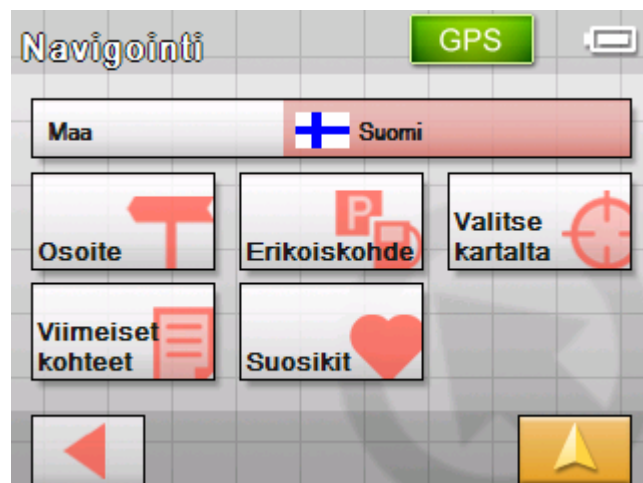 Navigointi
GPS
Maa
Suomi
Osoite
Erikoiskohde
Valitse
kartalta
Viimeiset
kohteet
Suosikit